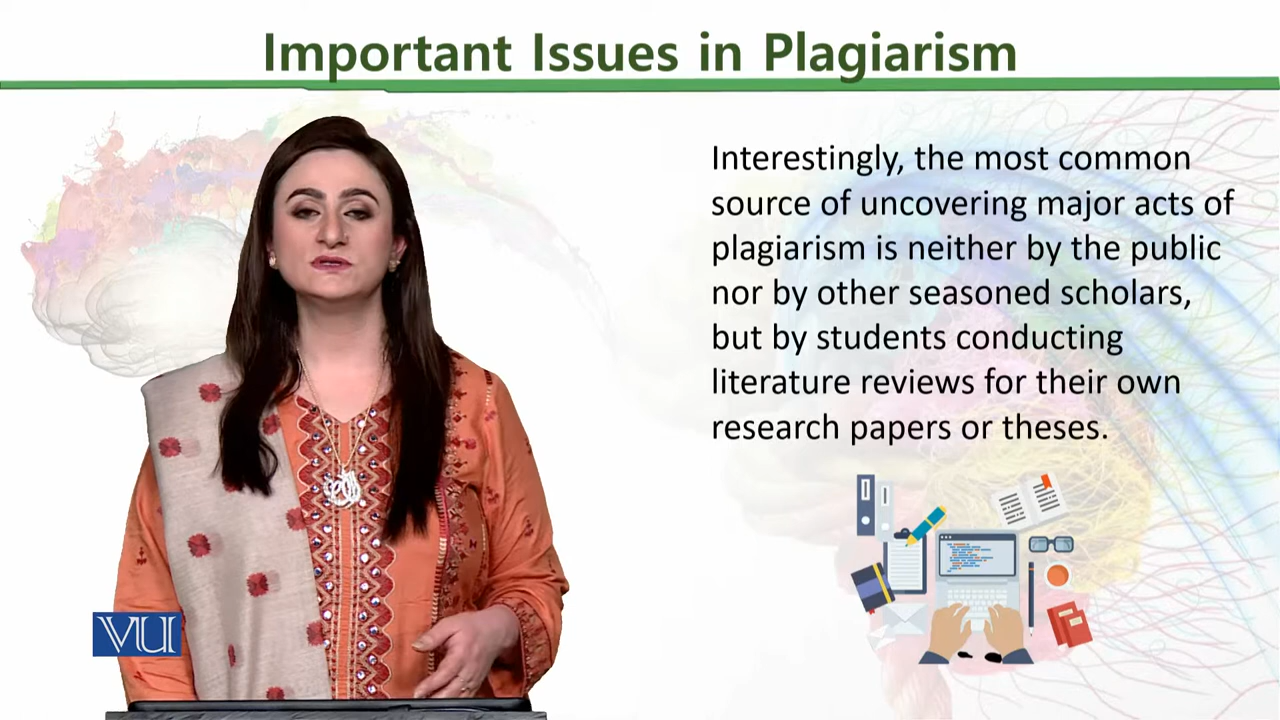 Important Issues in Plagiarism
Interestingly, the most common
source of uncovering major acts of
plagiarism is neither by the public
nor by other seasoned scholars,
but by students conducting
literature reviews for their own
research papers or theses.
VU